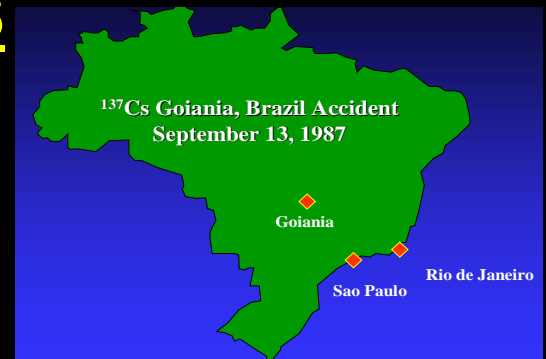 ¹³⁷Cs Goiania, Brazil Accident
September 13, 1987
Goiania
Rio de Janeiro
Sao Paulo